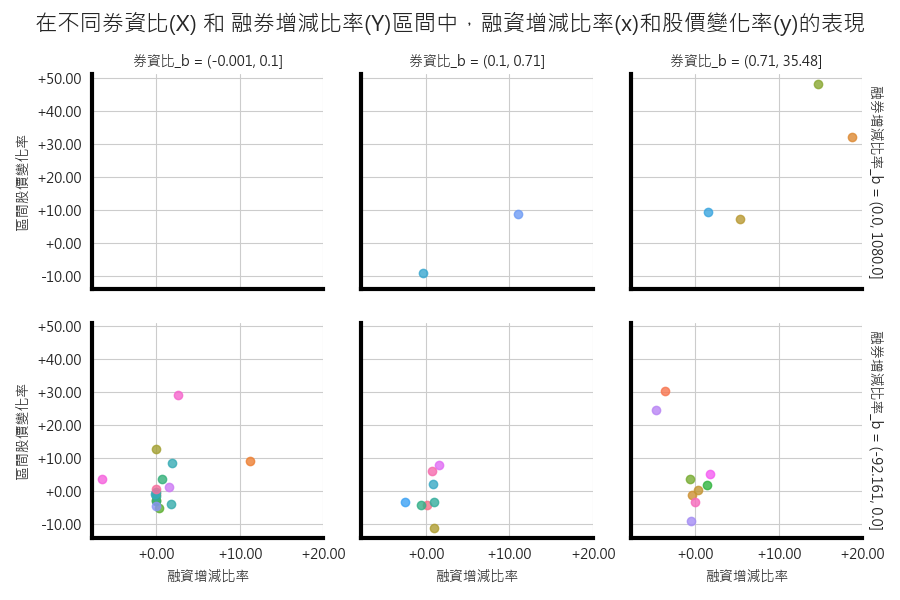 在不同券資比(X) 和 融券增減比率(Y)區間中，融資增減比率(x)和股價變化率(y)的表現
券資比_b = (-0.001, 0.1]
券資比_b = (0.1, 0.71]
券資比_b = (0.71, 35.48]
+50.00
+40.00
+30.00
+20.00
+10.00
+0.00
-10.00
區間股價變化率
融券增減比率_b = (0.0, 1080.0]
+50.00
+40.00
+30.00
+20.00
+10.00
+0.00
-10.00
區間股價變化率
融券增減比率_b = (-92.161, 0.0]
+0.00 +10.00 +20.00
+0.00 +10.00 +20.00
+0.00 +10.00 +20.00
融資增減比率
融資增減比率
融資增減比率